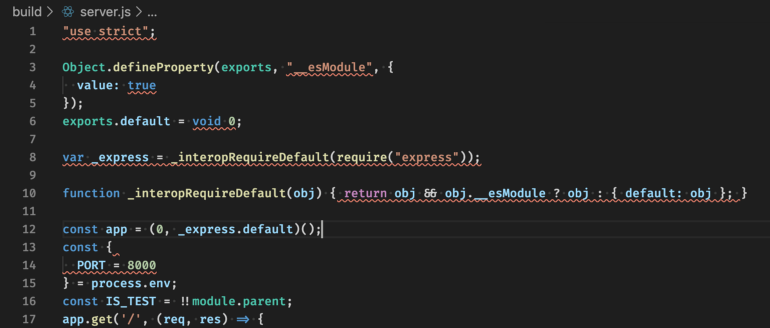 build > server.js > ...
1 "use strict";
2
3 Object.defineProperty(exports, "__esModule", {
4   value: true
5 });
6 exports.default = void 0;
7
8 var _express = _interopRequireDefault(require("express"));
9
10 function _interopRequireDefault(obj) { return obj && obj.__esModule ? obj : { default: obj }; }
11
12 const app = (0, _express.default)();
13 const {
14   PORT = 8000
15 } = process.env;
16 const IS_TEST = !!module.parent;
17 app.get('/', (req, res) => {